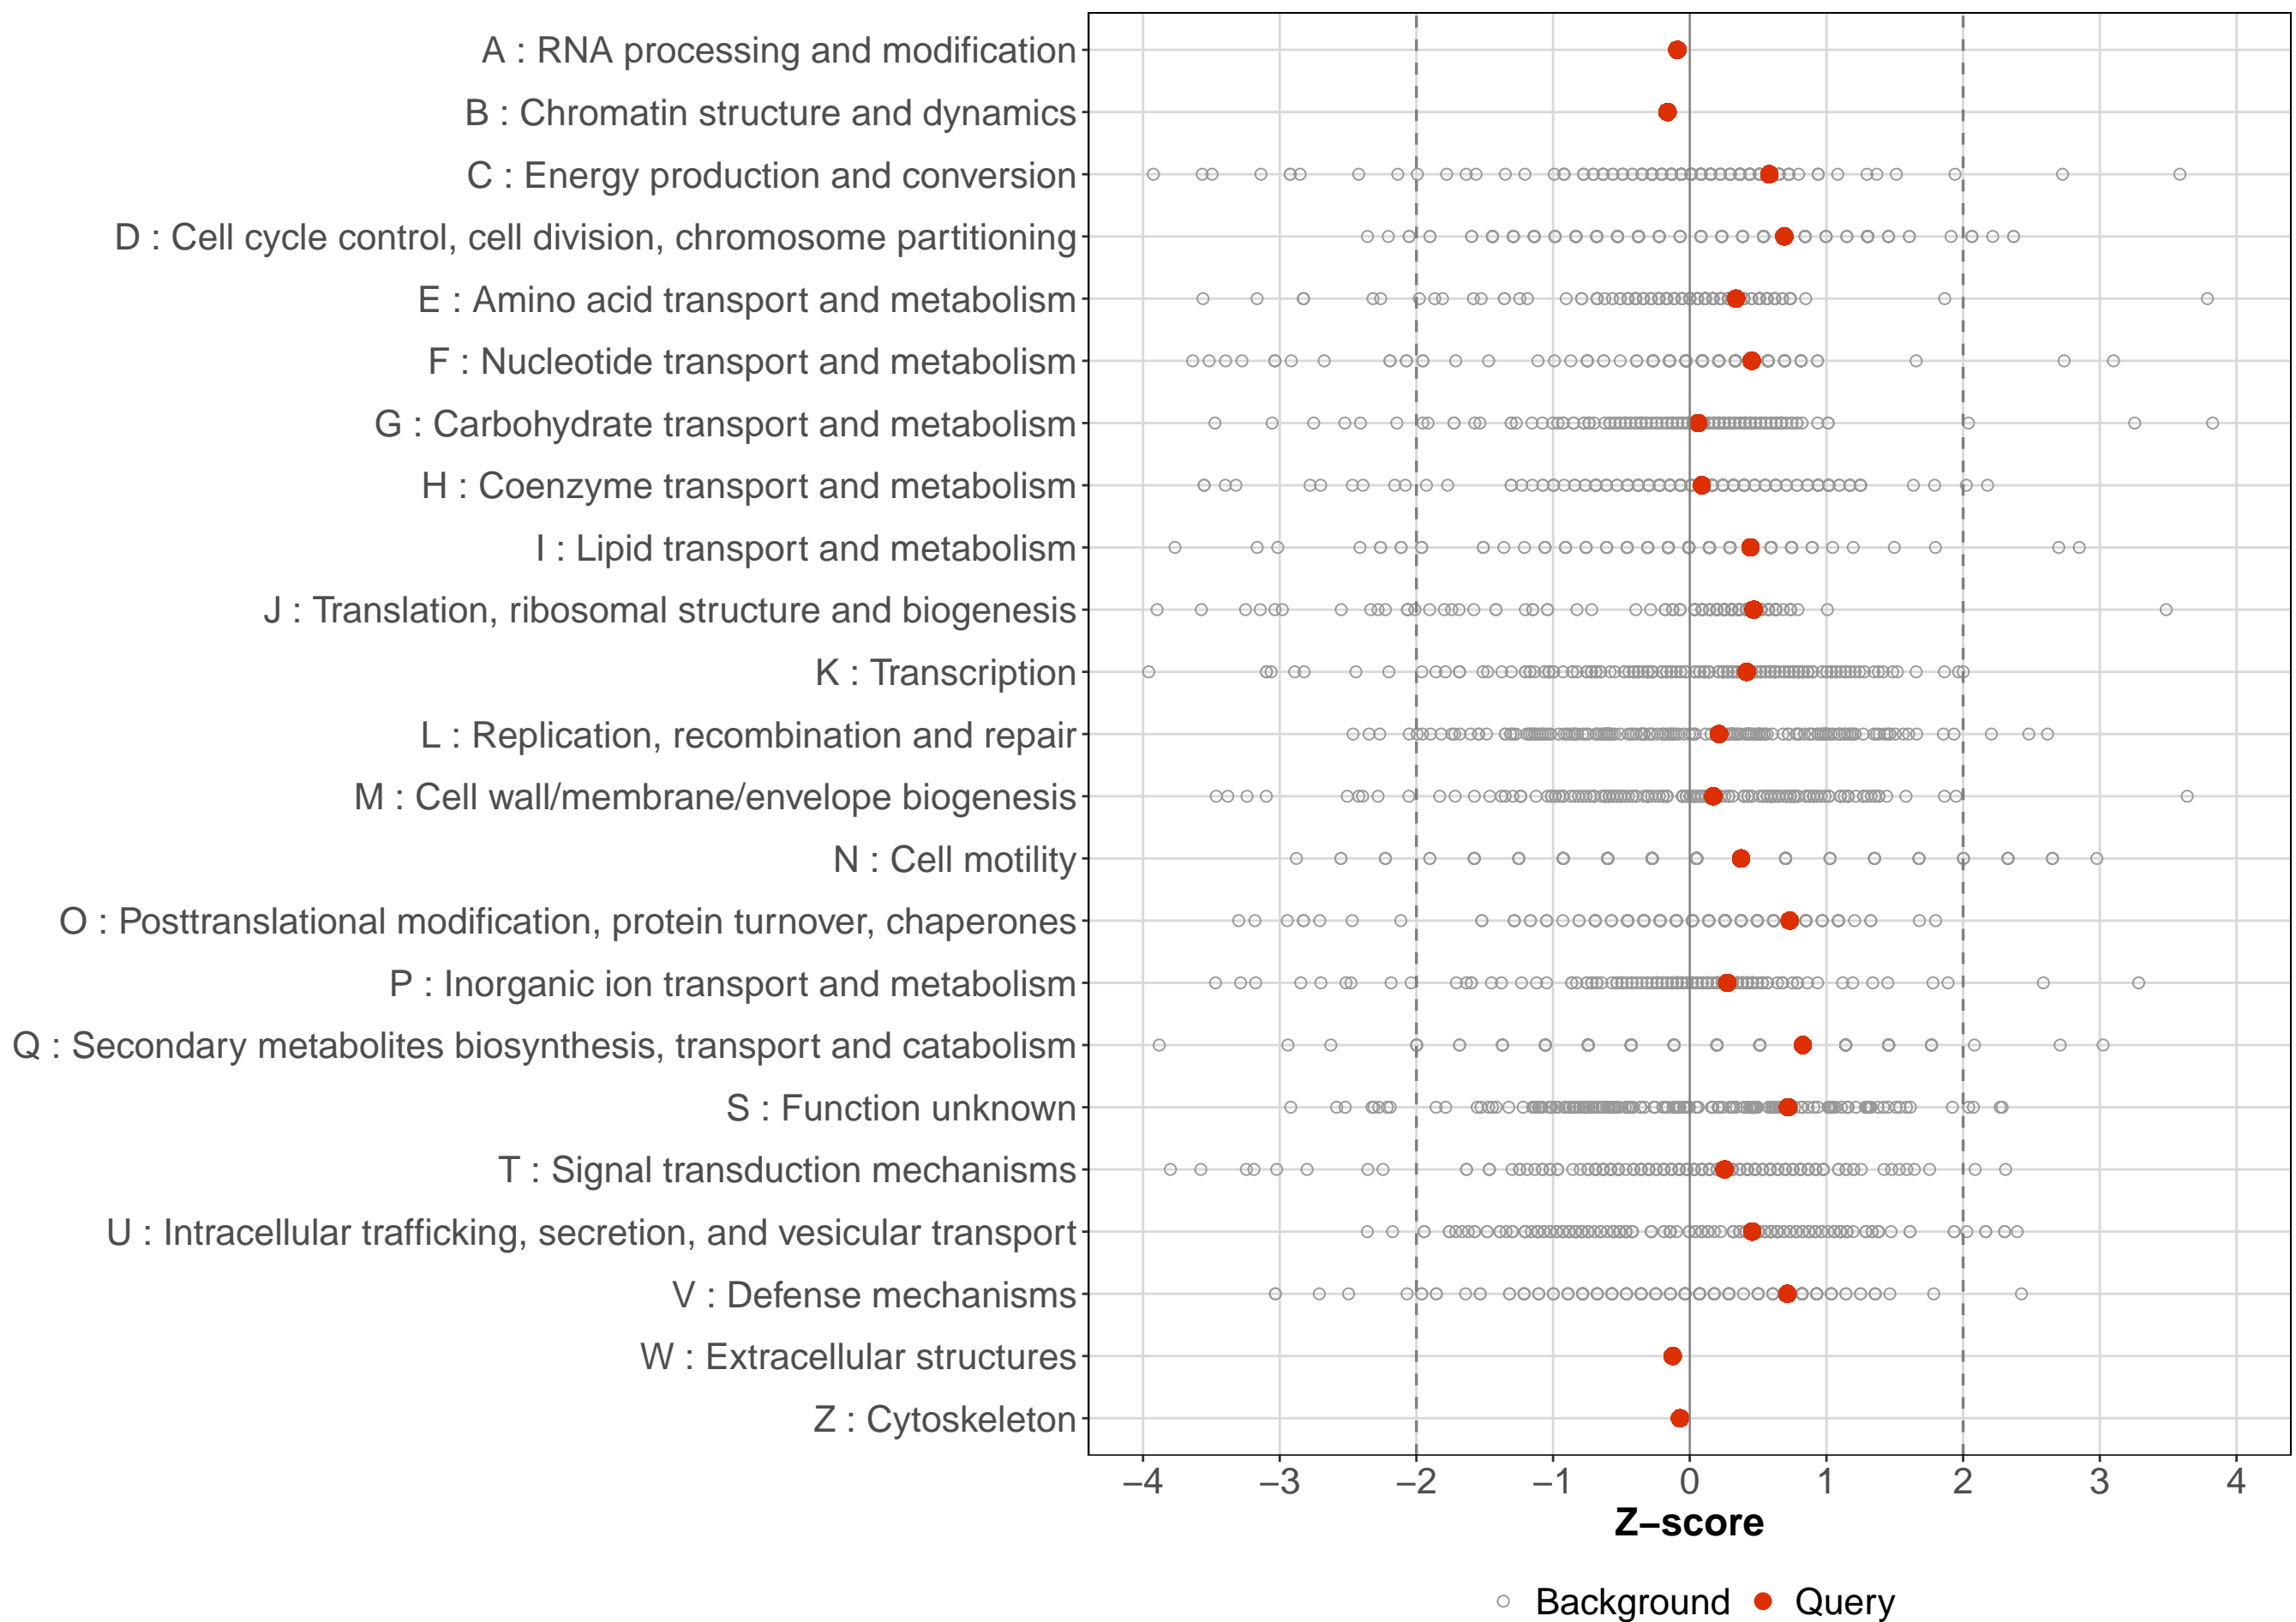 A : RNA processing and modification
B : Chromatin structure and dynamics
C : Energy production and conversion
D : Cell cycle control, cell division, chromosome partitioning
E : Amino acid transport and metabolism
F : Nucleotide transport and metabolism
G : Carbohydrate transport and metabolism
H : Coenzyme transport and metabolism
I : Lipid transport and metabolism
J : Translation, ribosomal structure and biogenesis
K : Transcription
L : Replication, recombination and repair
M : Cell wall/membrane/envelope biogenesis
N : Cell motility
O : Posttranslational modification, protein turnover, chaperones
P : Inorganic ion transport and metabolism
Q : Secondary metabolites biosynthesis, transport and catabolism
S : Function unknown
T : Signal transduction mechanisms
U : Intracellular trafficking, secretion, and vesicular transport
V : Defense mechanisms
W : Extracellular structures
Z : Cytoskeleton
−4 −3 −2 −1 0 1 2 3 4
Z−score
Background Query